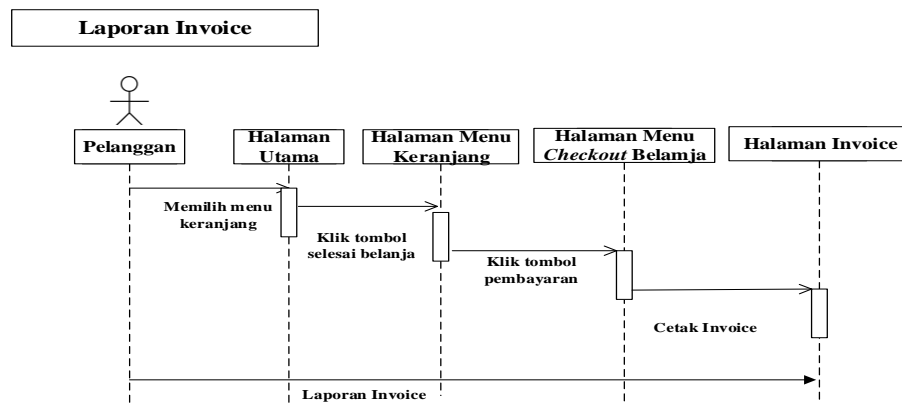 Laporan Invoice
Pelanggan
Halaman
Utama
Halaman Menu
Keranjang
Halaman Menu
Checkout Belamja
Halaman Invoice
Memilih menu
keranjang
Klik tombol
selesai belanja
Klik tombol
pembayaran
Cetak Invoice
Laporan Invoice